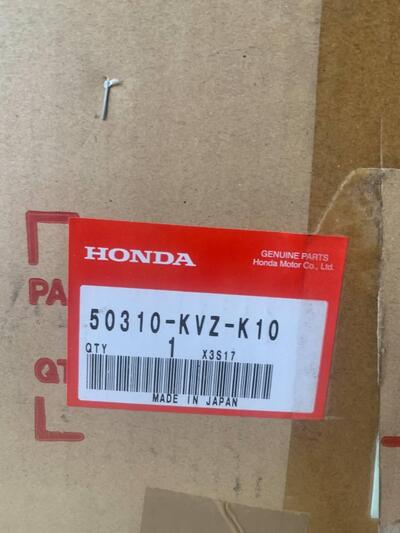 HONDA
GENUINE PARTS
Honda Motor Co., Ltd.
PA
50310-KVZ-K10
QTY 1 X3S17
QT
MADE IN JAPAN